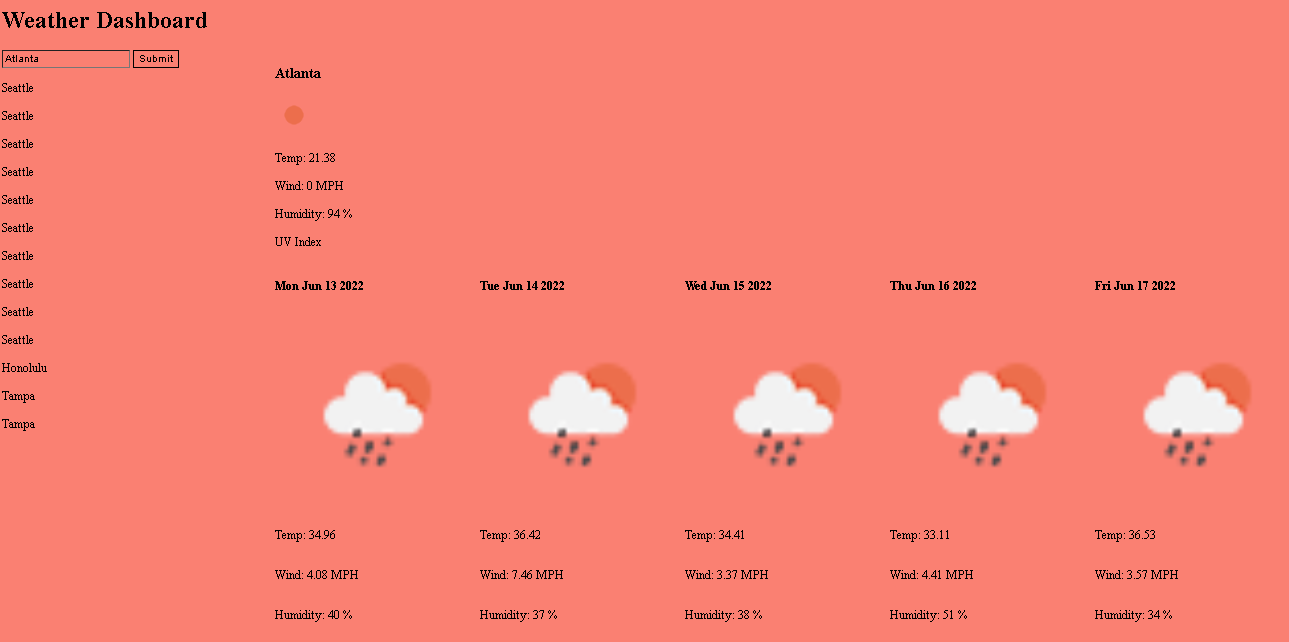 Weather Dashboard
Atlanta Submit
Seattle
Seattle
Seattle
Seattle
Seattle
Seattle
Seattle
Seattle
Seattle
Seattle
Honolulu
Tampa
Tampa
Atlanta
Temp: 21.38
Wind: 0 MPH
Humidity: 94 %
UV Index
Mon Jun 13 2022 Tue Jun 14 2022 Wed Jun 15 2022 Thu Jun 16 2022 Fri Jun 17 2022
Temp: 34.96 Temp: 36.42 Temp: 34.41 Temp: 33.11 Temp: 36.53
Wind: 4.08 MPH Wind: 7.46 MPH Wind: 3.37 MPH Wind: 4.41 MPH Wind: 3.57 MPH
Humidity: 40 % Humidity: 37 % Humidity: 38 % Humidity: 51 % Humidity: 34 %